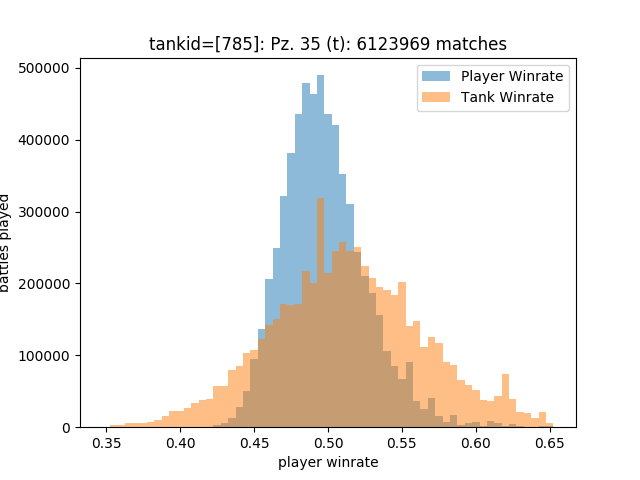 tankid=[785]: Pz. 35 (t): 6123969 matches
Player Winrate
Tank Winrate
500000
400000
300000
200000
100000
0
battles played
0.35 0.40 0.45 0.50 0.55 0.60 0.65
player winrate